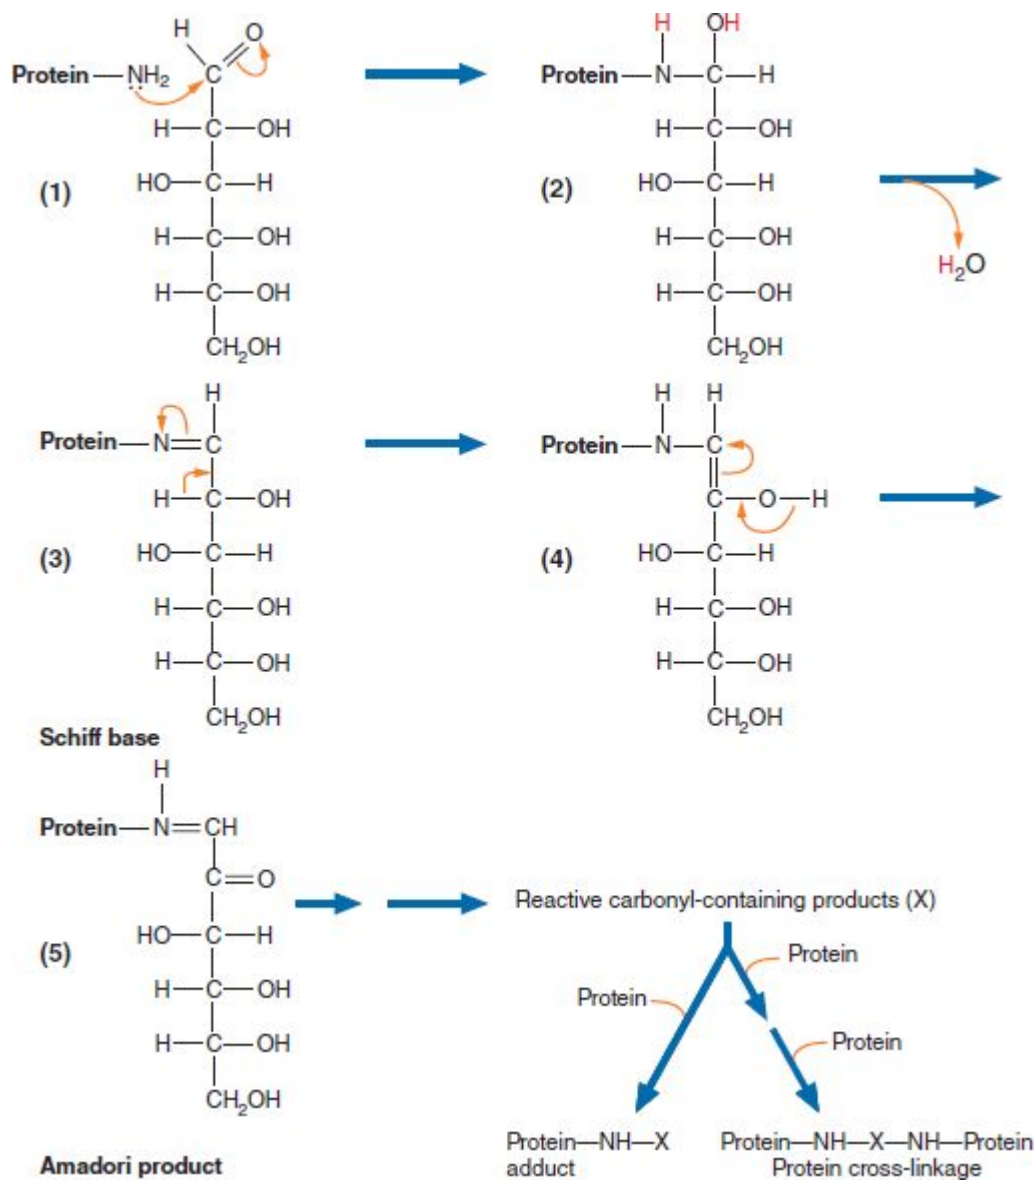 H O H OH
Protein—NH₂ C Protein—N—C—H
H—C—OH H—C—OH
(1) HO—C—H (2) HO—C—H
H—C—OH H—C—OH H₂O
H—C—OH H—C—OH
CH₂OH CH₂OH
H H H
Protein—N=C Protein—N—C
H—C—OH C—O—H
(3) HO—C—H (4) HO—C—H
H—C—OH H—C—OH
H—C—OH H—C—OH
CH₂OH CH₂OH
Schiff base
H
Protein—N=CH
C=O
Reactive carbonyl-containing products (X)
(5) HO—C—H
Protein
H—C—OH
Protein
H—C—OH
Protein
CH₂OH
Amadori product
Protein—NH—X
adduct
Protein—NH—X—NH—Protein
Protein cross-linkage